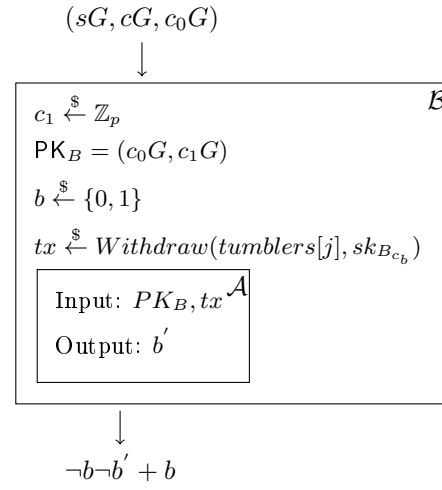 (sG, cG, c₀G)
ℬ
c₁ ←$ ℤₚ
PK_B = (c₀G, c₁G)
b ←$ {0, 1}
tx ←$ Withdraw(tumblers[j], sk_{B_{c_b}})
𝒜
Input: PK_B, tx
Output: b′
¬b¬b′ + b